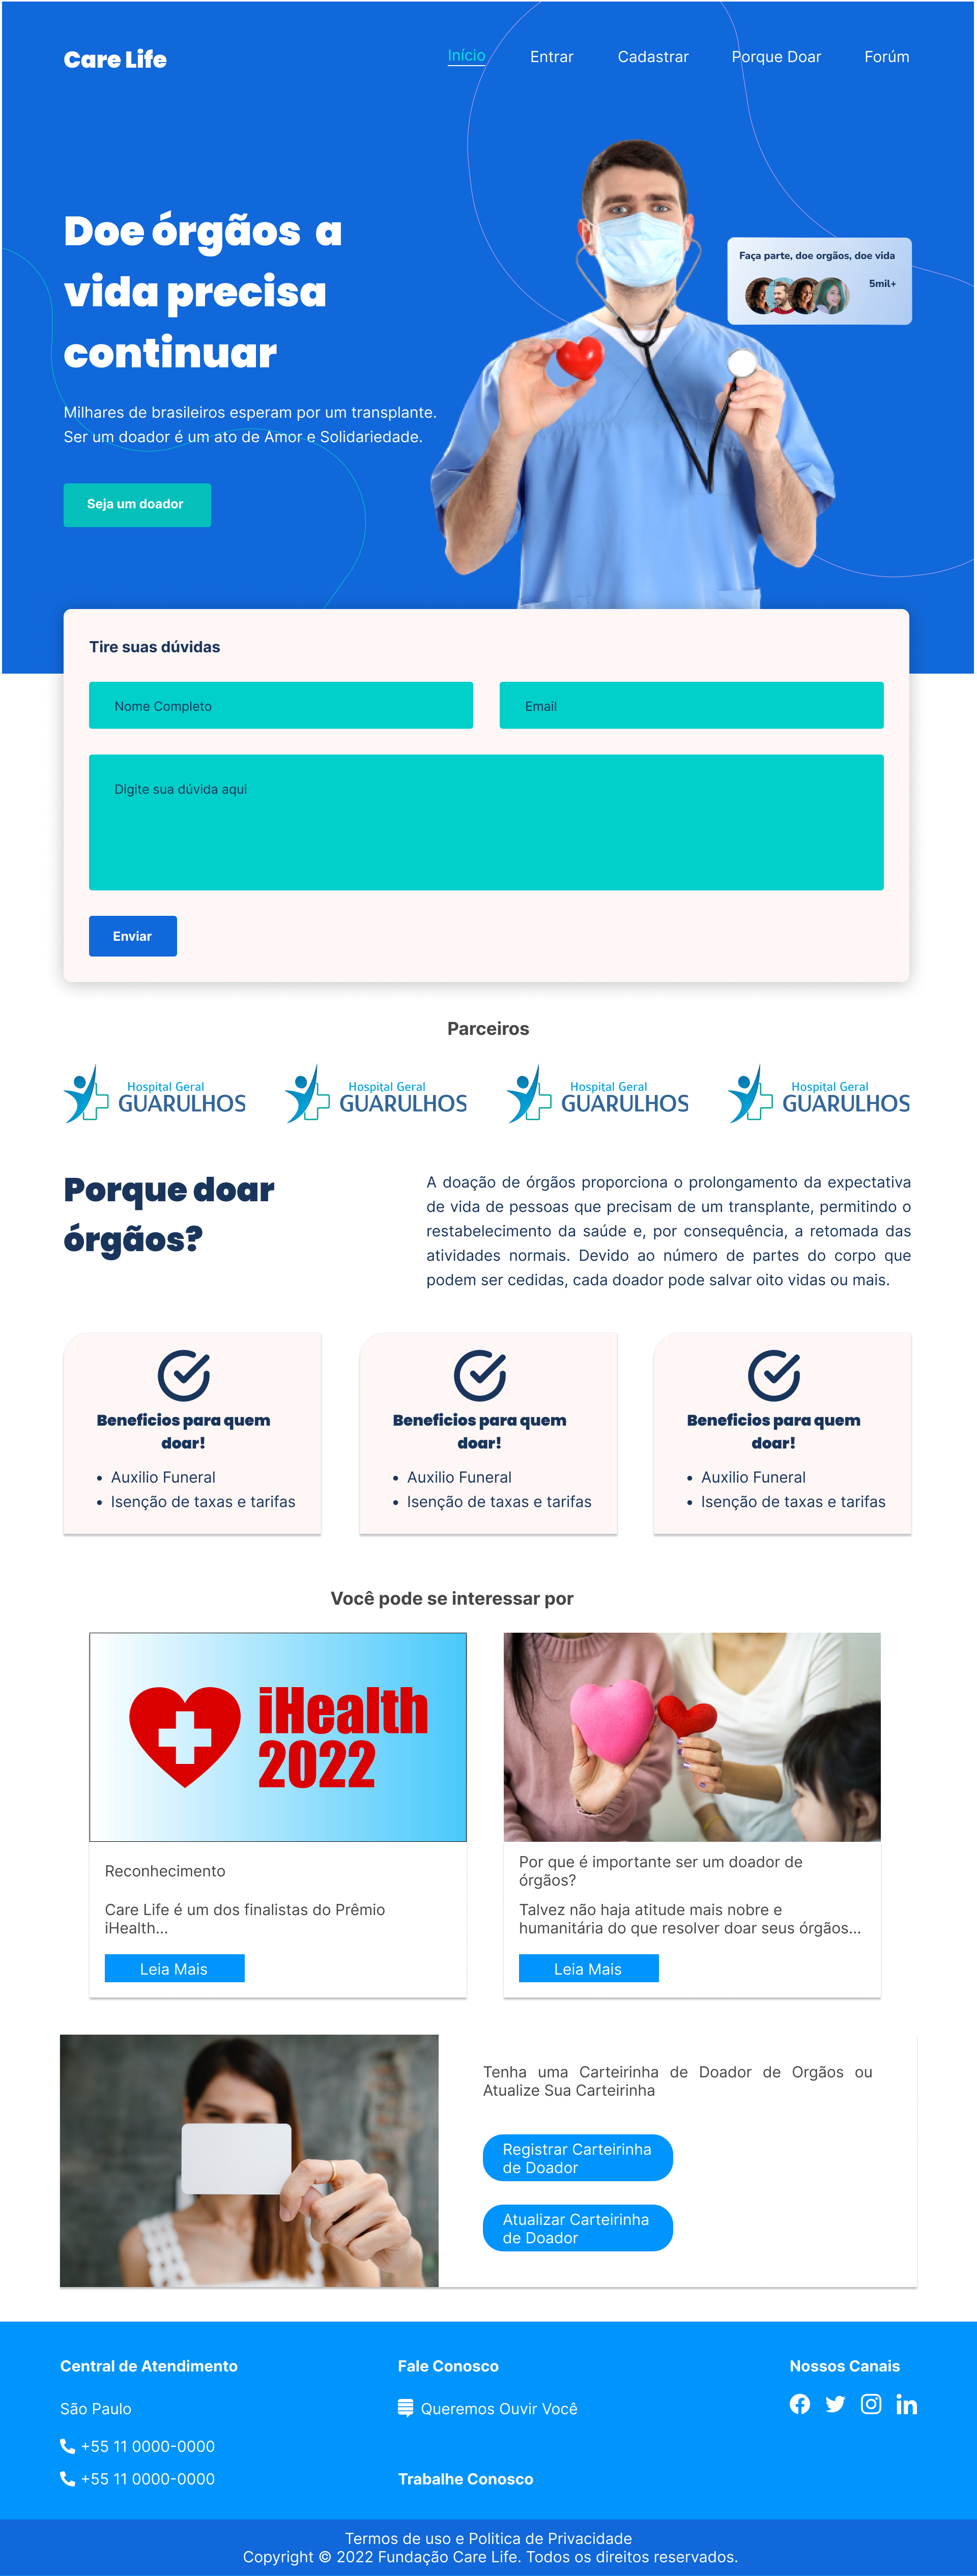 Care Life
Início
Entrar
Cadastrar
Porque Doar
Forúm
Doe órgãos a
vida precisa
continuar
Milhares de brasileiros esperam por um transplante.
Ser um doador é um ato de Amor e Solidariedade.
Seja um doador
Faça parte, doe orgãos, doe vida
5mil+
Tire suas dúvidas
Nome Completo
Email
Digite sua dúvida aqui
Enviar
Parceiros
Hospital Geral
GUARULHOS
Hospital Geral
GUARULHOS
Hospital Geral
GUARULHOS
Hospital Geral
GUARULHOS
Porque doar
órgãos?
A doação de órgãos proporciona o prolongamento da expectativa
de vida de pessoas que precisam de um transplante, permitindo o
restabelecimento da saúde e, por consequência, a retomada das
atividades normais. Devido ao número de partes do corpo que
podem ser cedidas, cada doador pode salvar oito vidas ou mais.
Beneficios para quem
doar!
• Auxilio Funeral
• Isenção de taxas e tarifas
Beneficios para quem
doar!
• Auxilio Funeral
• Isenção de taxas e tarifas
Beneficios para quem
doar!
• Auxilio Funeral
• Isenção de taxas e tarifas
Você pode se interessar por
iHealth
2022
Reconhecimento
Care Life é um dos finalistas do Prêmio
iHealth...
Leia Mais
Por que é importante ser um doador de
órgãos?
Talvez não haja atitude mais nobre e
humanitária do que resolver doar seus órgãos...
Leia Mais
Tenha uma Carteirinha de Doador de Orgãos ou
Atualize Sua Carteirinha
Registrar Carteirinha
de Doador
Atualizar Carteirinha
de Doador
Central de Atendimento
São Paulo
+55 11 0000-0000
+55 11 0000-0000
Fale Conosco
Queremos Ouvir Você
Trabalhe Conosco
Nossos Canais
Termos de uso e Politica de Privacidade
Copyright © 2022 Fundação Care Life. Todos os direitos reservados.